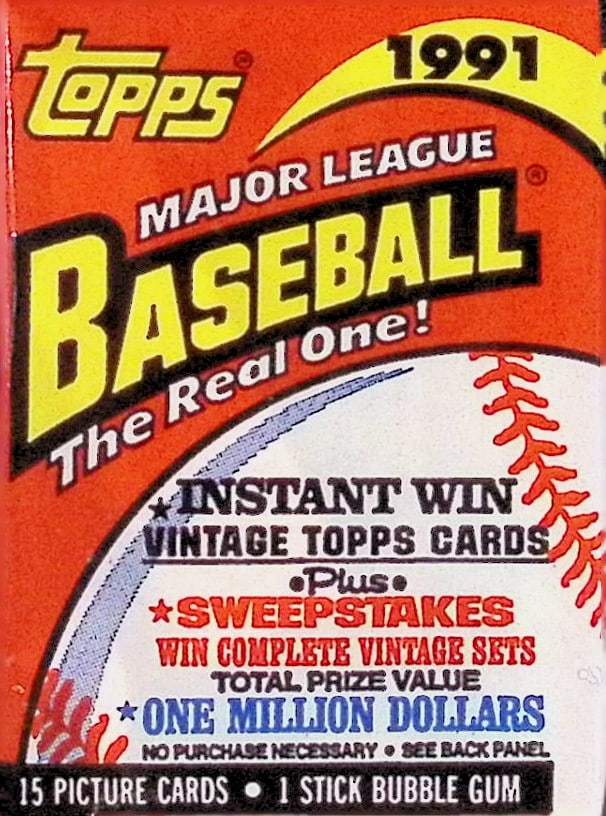 TOPPS®
1991
MAJOR LEAGUE
BASEBALL®
The Real One!
★INSTANT WIN
VINTAGE TOPPS CARDS
•Plus•
★SWEEPSTAKES
WIN COMPLETE VINTAGE SETS
TOTAL PRIZE VALUE
★ONE MILLION DOLLARS
NO PURCHASE NECESSARY • SEE BACK PANEL
15 PICTURE CARDS • 1 STICK BUBBLE GUM